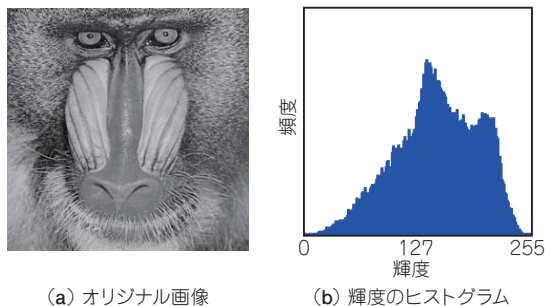 頻度
0 127 255
輝度
（a）オリジナル画像
（b）輝度のヒストグラム